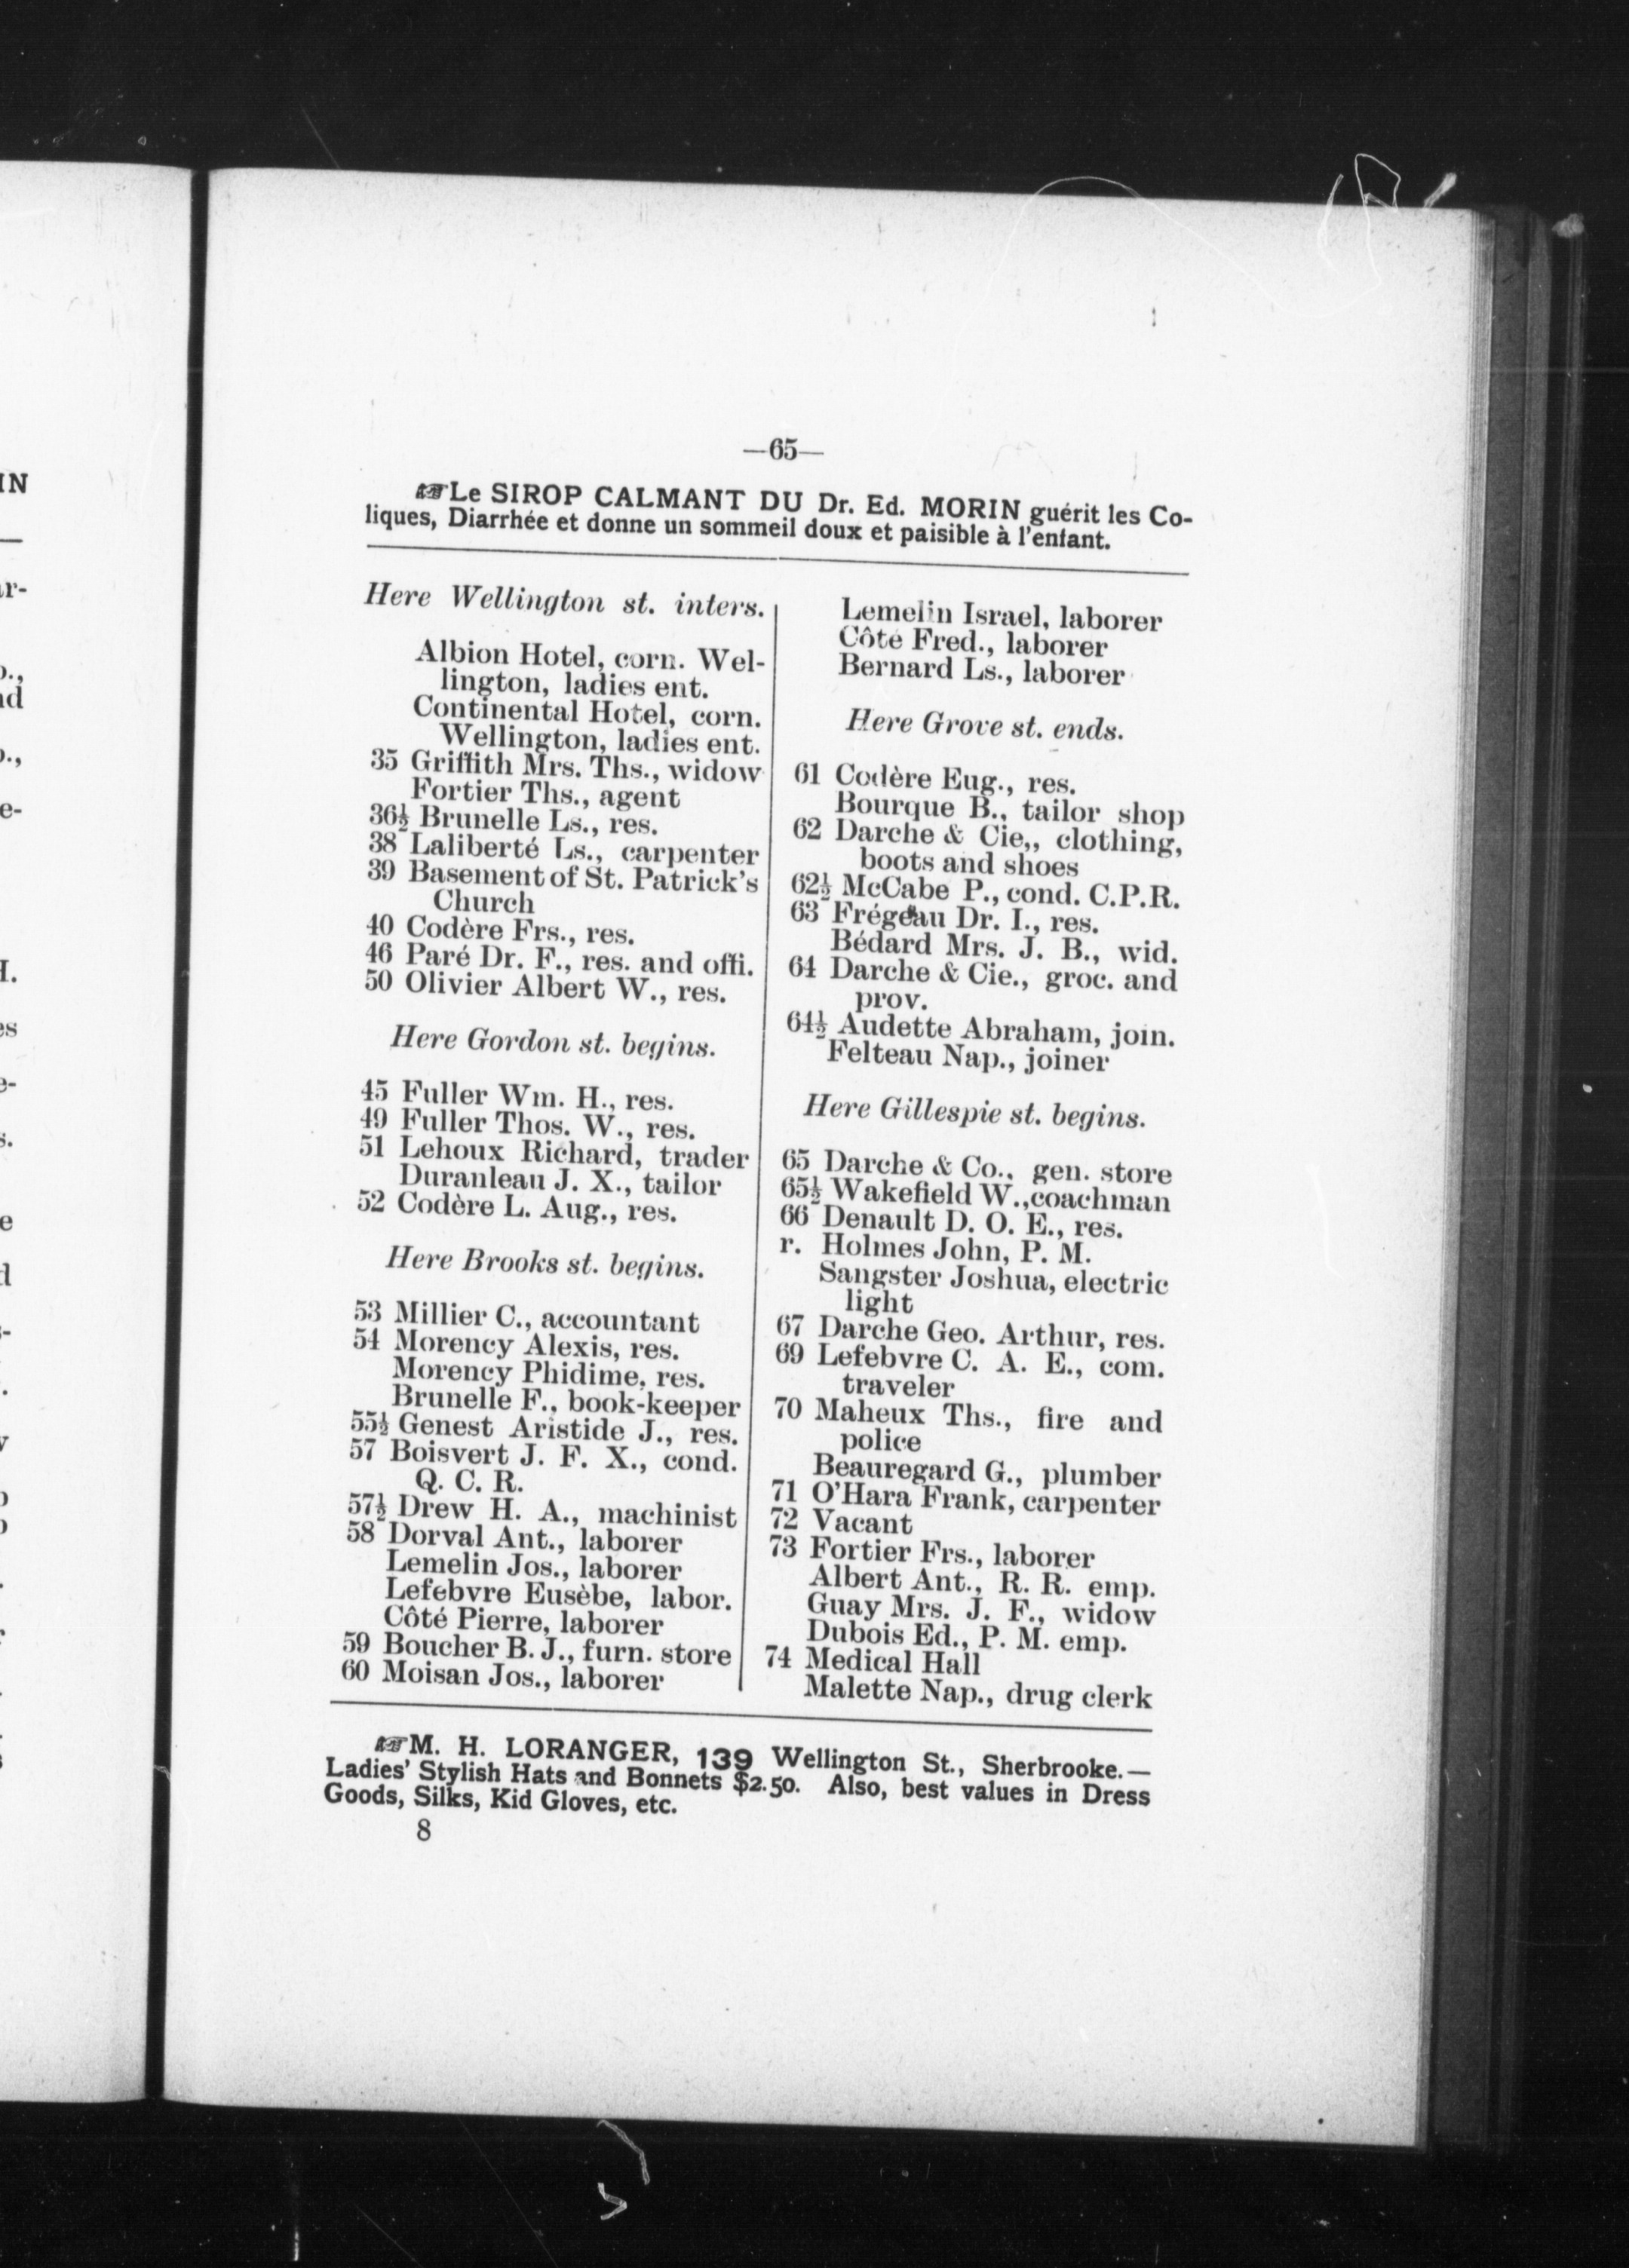 —65—
☞Le SIROP CALMANT DU Dr. Ed. MORIN guérit les Co-
liques, Diarrhée et donne un sommeil doux et paisible à l'enfant.
Here Wellington st. inters.
Albion Hotel, corn. Wel-
lington, ladies ent.
Continental Hotel, corn.
Wellington, ladies ent.
35 Griffith Mrs. Ths., widow
Fortier Ths., agent
36½ Brunelle Ls., res.
38 Laliberté Ls., carpenter
39 Basement of St. Patrick's
Church
40 Codère Frs., res.
46 Paré Dr. F., res. and offi.
50 Olivier Albert W., res.
Here Gordon st. begins.
45 Fuller Wm. H., res.
49 Fuller Thos. W., res.
51 Lehoux Richard, trader
Duranleau J. X., tailor
52 Codère L. Aug., res.
Here Brooks st. begins.
53 Millier C., accountant
54 Morency Alexis, res.
Morency Phidime, res.
Brunelle F., book-keeper
55½ Genest Aristide J., res.
57 Boisvert J. F. X., cond.
Q. C. R.
57½ Drew H. A., machinist
58 Dorval Ant., laborer
Lemelin Jos., laborer
Lefebvre Eusèbe, labor.
Côté Pierre, laborer
59 Boucher B. J., furn. store
60 Moisan Jos., laborer
Lemelin Israel, laborer
Côté Fred., laborer
Bernard Ls., laborer
Here Grove st. ends.
61 Codère Eug., res.
Bourque B., tailor shop
62 Darche & Cie,, clothing,
boots and shoes
62½ McCabe P., cond. C.P.R.
63 Frégeau Dr. I., res.
Bédard Mrs. J. B., wid.
64 Darche & Cie., groc. and
prov.
64½ Audette Abraham, join.
Felteau Nap., joiner
Here Gillespie st. begins.
65 Darche & Co., gen. store
65½ Wakefield W.,coachman
66 Denault D. O. E., res.
r. Holmes John, P. M.
Sangster Joshua, electric
light
67 Darche Geo. Arthur, res.
69 Lefebvre C. A. E., com.
traveler
70 Maheux Ths., fire and
police
Beauregard G., plumber
71 O'Hara Frank, carpenter
72 Vacant
73 Fortier Frs., laborer
Albert Ant., R. R. emp.
Guay Mrs. J. F., widow
Dubois Ed., P. M. emp.
74 Medical Hall
Malette Nap., drug clerk
☞M. H. LORANGER, 139 Wellington St., Sherbrooke.—
Ladies' Stylish Hats and Bonnets $2.50. Also, best values in Dress
Goods, Silks, Kid Gloves, etc.
8